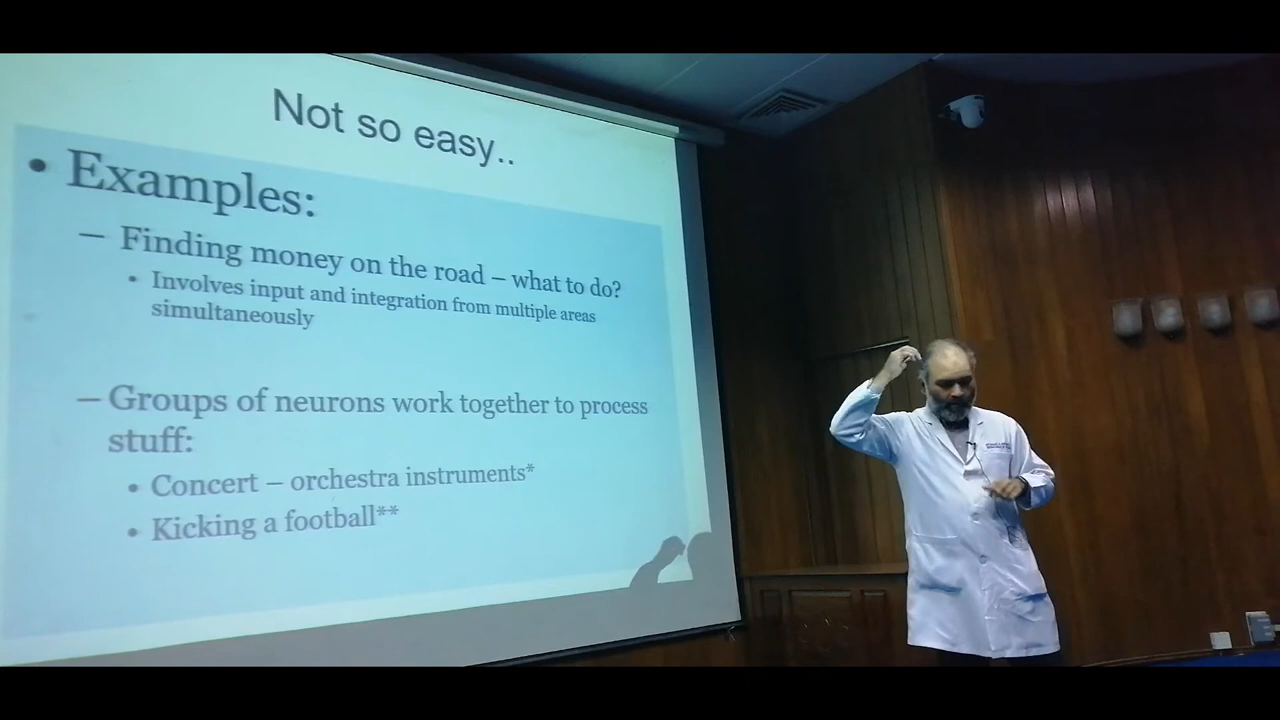 Not so easy..
• Examples:
– Finding money on the road – what to do?
• Involves input and integration from multiple areas
simultaneously
– Groups of neurons work together to process
stuff:
• Concert – orchestra instruments*
• Kicking a football**